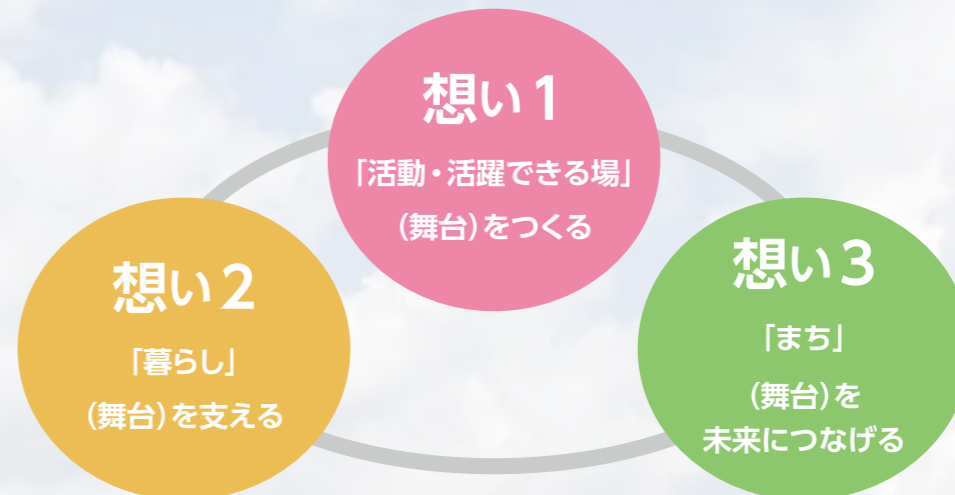 想い1
「活動・活躍できる場」
(舞台)をつくる
想い2
「暮らし」
(舞台)を支える
想い3
「まち」
(舞台)を
未来につなげる